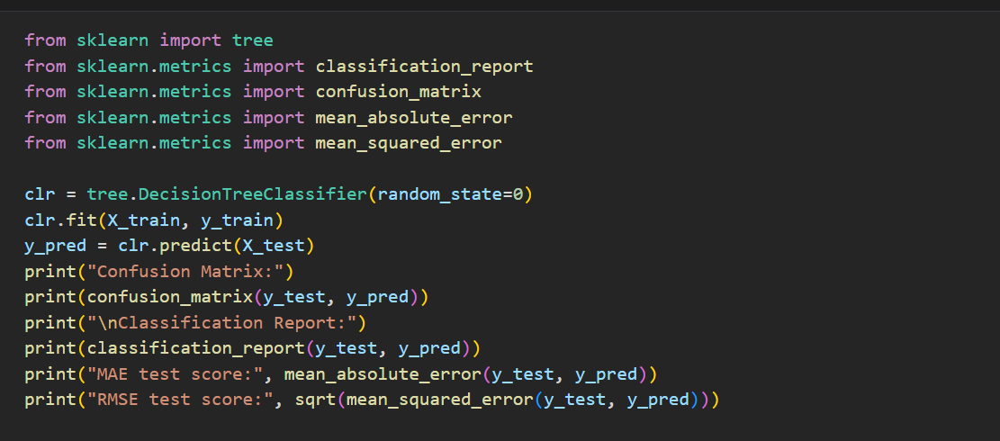 from sklearn import tree
from sklearn.metrics import classification_report
from sklearn.metrics import confusion_matrix
from sklearn.metrics import mean_absolute_error
from sklearn.metrics import mean_squared_error
clr = tree.DecisionTreeClassifier(random_state=0)
clr.fit(X_train, y_train)
y_pred = clr.predict(X_test)
print("Confusion Matrix:")
print(confusion_matrix(y_test, y_pred))
print("\nClassification Report:")
print(classification_report(y_test, y_pred))
print("MAE test score:", mean_absolute_error(y_test, y_pred))
print("RMSE test score:", sqrt(mean_squared_error(y_test, y_pred)))